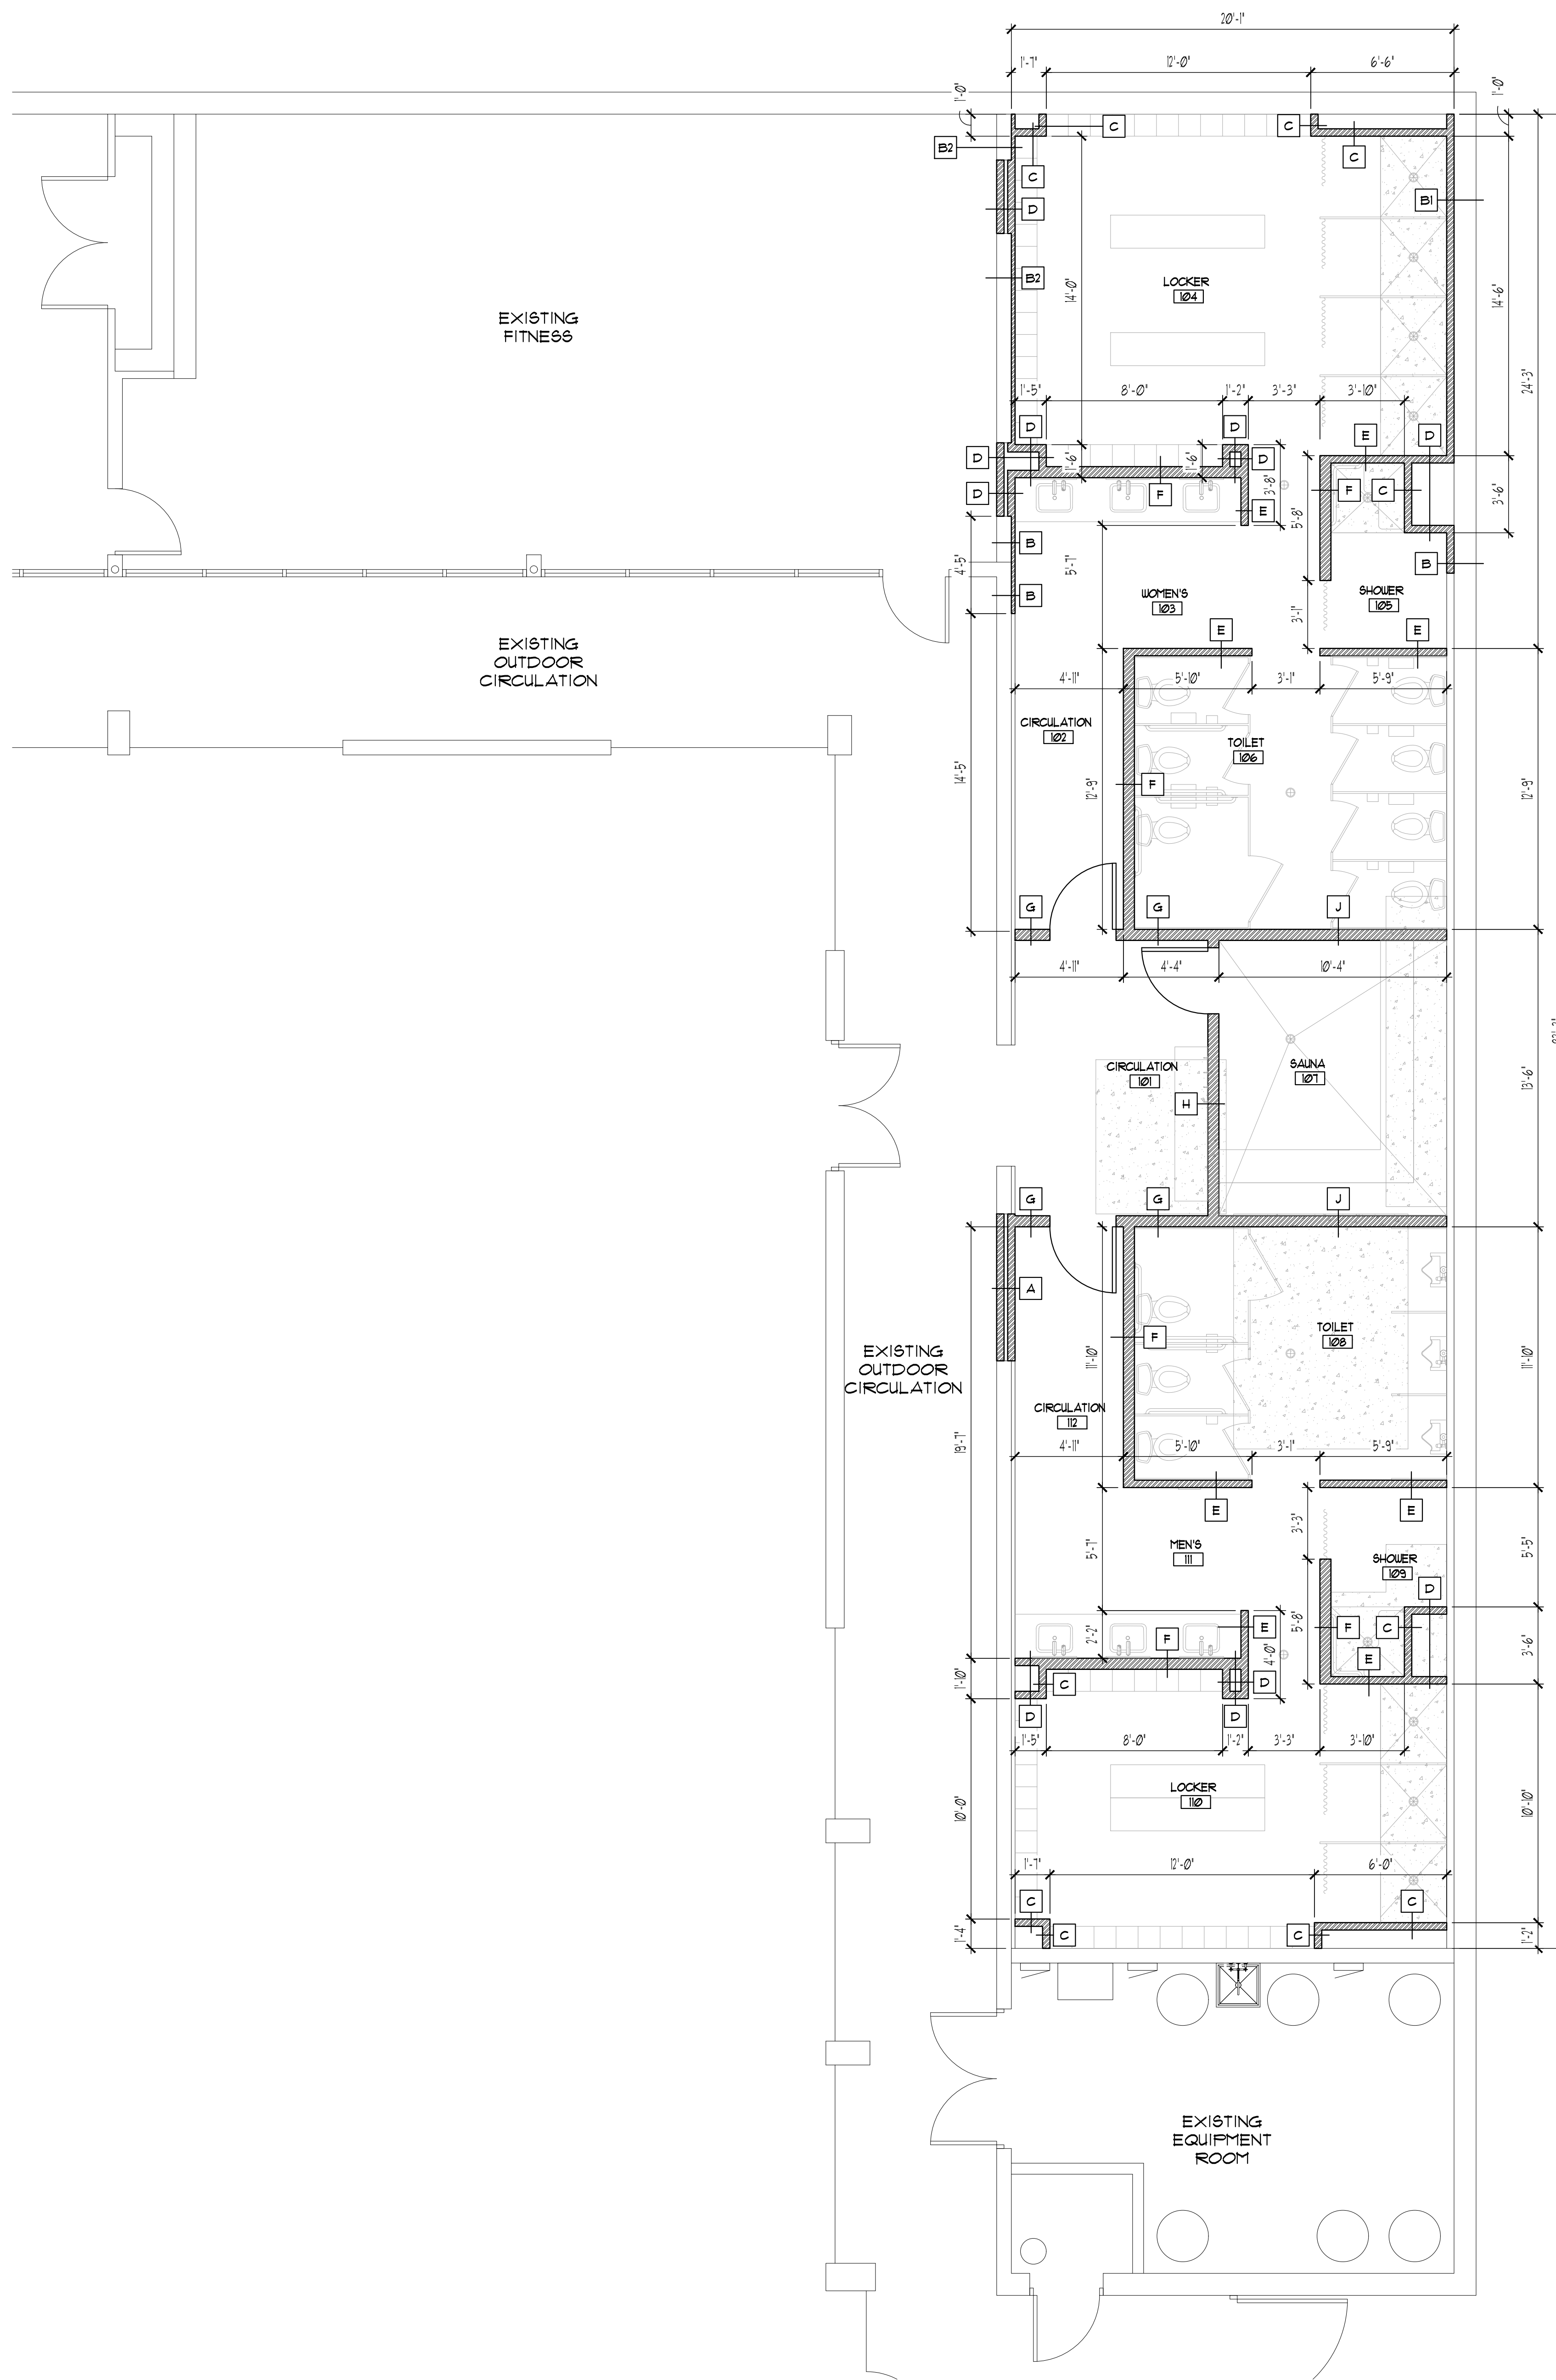 20'-1"
1'-7"
12'-0"
6'-6"
1'-0"
1'-0"
C
C
B2
C
C
D
B1
B2
LOCKER
104
14'-0"
14'-6"
EXISTING
FITNESS
24'-3"
1'-5"
8'-0"
1'-2"
3'-3"
3'-10"
D
D
E
D
D
1'-6"
1'-6"
D
3'-8"
D
F
E
F
C
3'-6"
5'-8"
B
B
4'-5"
5'-7"
B
WOMEN'S
103
SHOWER
105
3'-1"
E
E
EXISTING
OUTDOOR
CIRCULATION
4'-11"
5'-10"
3'-1"
5'-9"
CIRCULATION
102
TOILET
106
14'-5"
12'-9"
F
12'-9"
G
G
J
4'-11"
4'-4"
10'-4"
CIRCULATION
101
SAUNA
107
H
13'-6"
G
G
J
A
EXISTING
OUTDOOR
CIRCULATION
F
TOILET
108
11'-10"
11'-10"
CIRCULATION
112
19'-7"
4'-11"
5'-10"
3'-1"
5'-9"
E
E
3'-3"
5'-7"
MEN'S
111
SHOWER
109
5'-5"
D
2'-2"
F
E
4'-0"
5'-8"
F
C
E
3'-6"
1'-10"
C
D
D
D
1'-5"
8'-0"
1'-2"
3'-3"
3'-10"
LOCKER
110
10'-0"
10'-10"
1'-7"
12'-0"
6'-0"
C
C
1'-4"
C
C
1'-2"
EXISTING
EQUIPMENT
ROOM